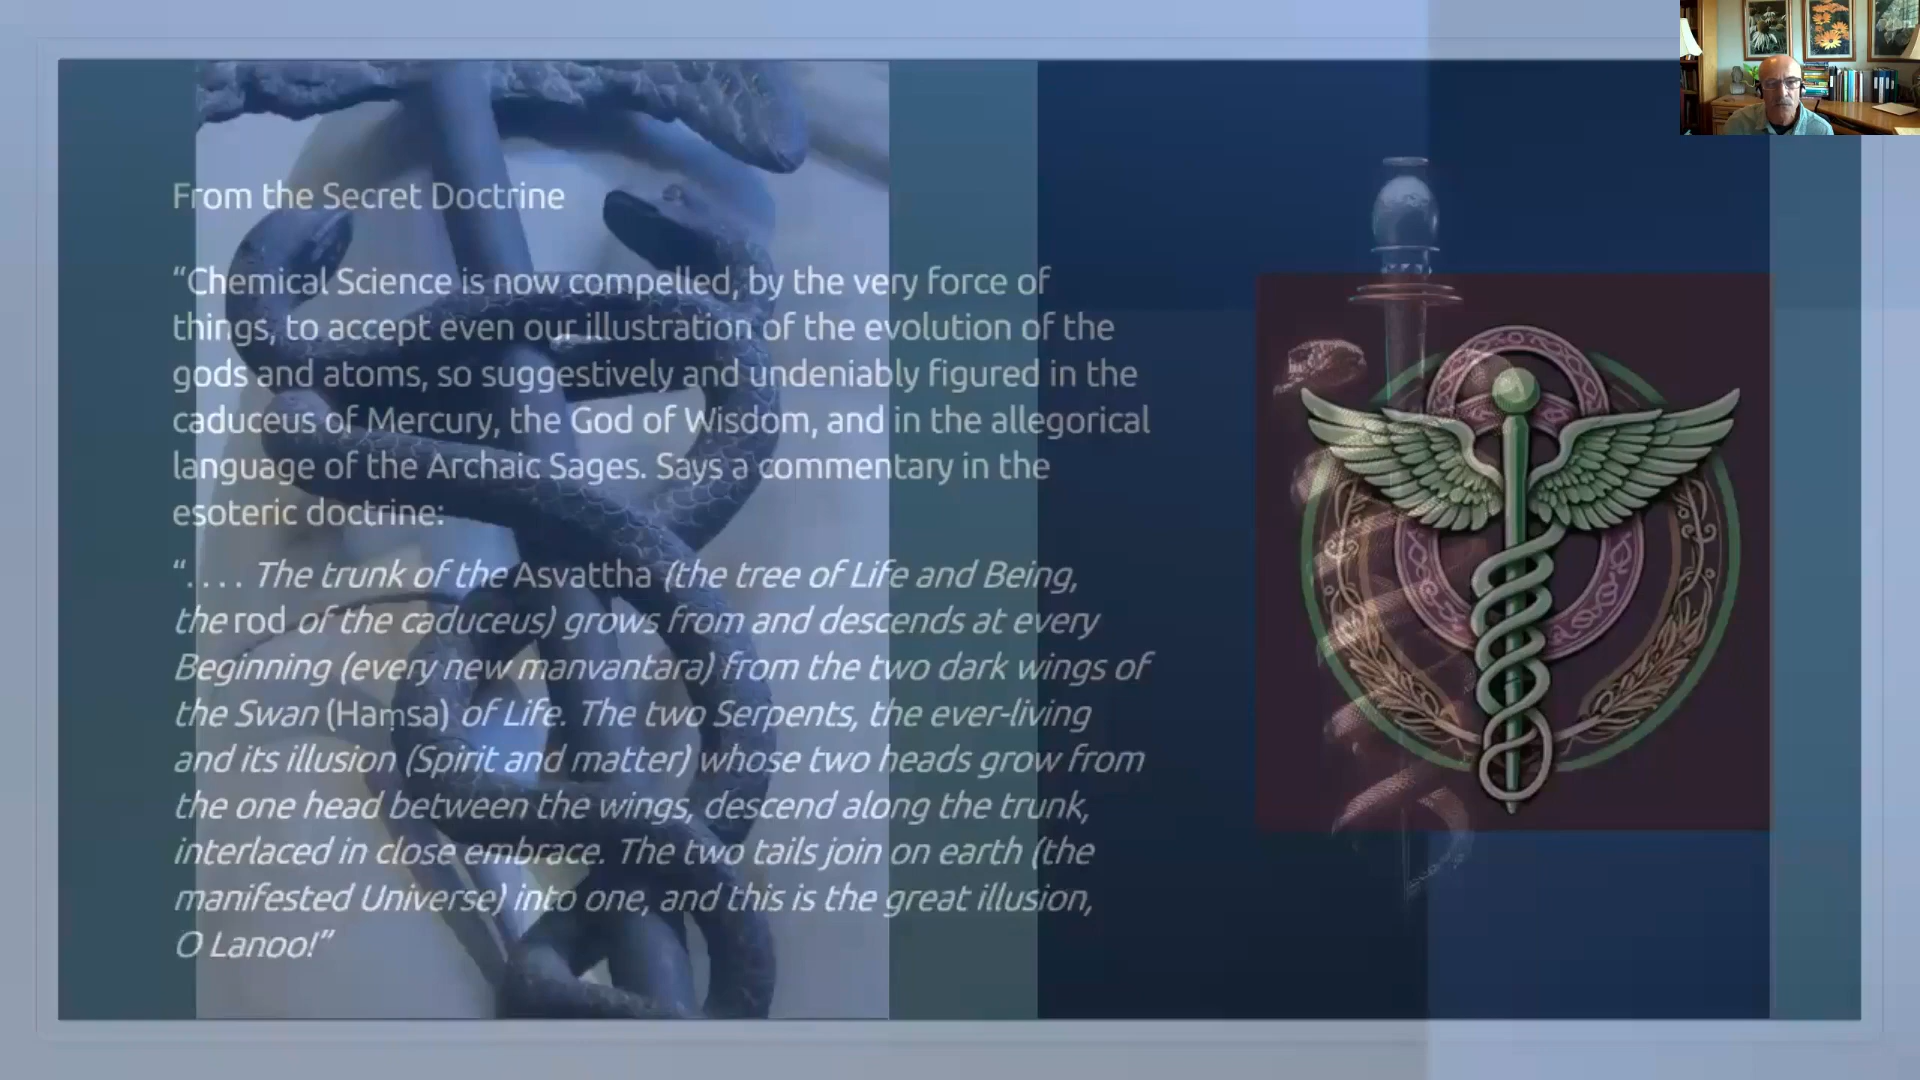 From the Secret Doctrine
“Chemical Science is now compelled, by the very force of
things, to accept even our illustration of the evolution of the
gods and atoms, so suggestively and undeniably figured in the
caduceus of Mercury, the God of Wisdom, and in the allegorical
language of the Archaic Sages. Says a commentary in the
esoteric doctrine:
“. . . . The trunk of the Asvattha (the tree of Life and Being,
the rod of the caduceus) grows from and descends at every
Beginning (every new manvantara) from the two dark wings of
the Swan (Hamsa) of Life. The two Serpents, the ever-living
and its illusion (Spirit and matter) whose two heads grow from
the one head between the wings, descend along the trunk,
interlaced in close embrace. The two tails join on earth (the
manifested Universe) into one, and this is the great illusion,
O Lanoo!”